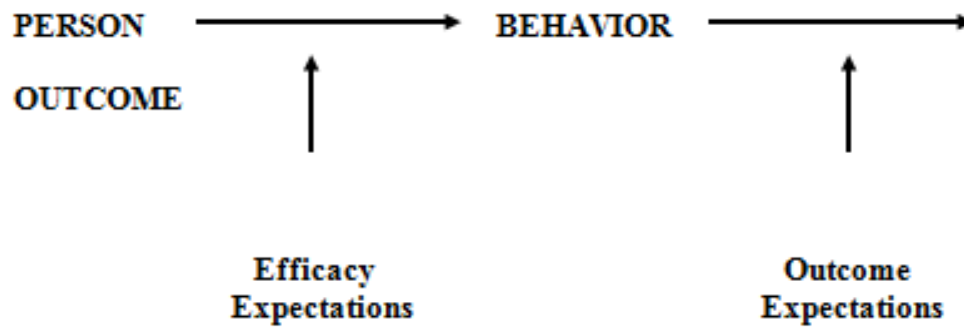 PERSON BEHAVIOR
OUTCOME
Efficacy Outcome
Expectations Expectations